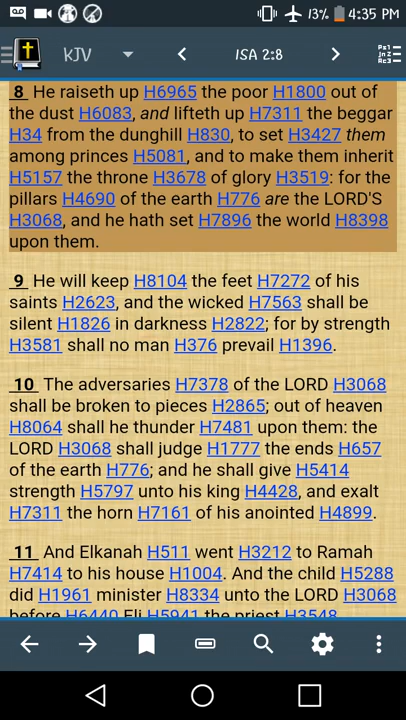 13% 4:35 PM
KJV ISA 2:8
8 He raiseth up H6965 the poor H1800 out of
the dust H6083, and lifteth up H7311 the beggar
H34 from the dunghill H830, to set H3427 them
among princes H5081, and to make them inherit
H5157 the throne H3678 of glory H3519: for the
pillars H4690 of the earth H776 are the LORD'S
H3068, and he hath set H7896 the world H8398
upon them.
9 He will keep H8104 the feet H7272 of his
saints H2623, and the wicked H7563 shall be
silent H1826 in darkness H2822; for by strength
H3581 shall no man H376 prevail H1396.
10 The adversaries H7378 of the LORD H3068
shall be broken to pieces H2865; out of heaven
H8064 shall he thunder H7481 upon them: the
LORD H3068 shall judge H1777 the ends H657
of the earth H776; and he shall give H5414
strength H5797 unto his king H4428, and exalt
H7311 the horn H7161 of his anointed H4899.
11 And Elkanah H511 went H3212 to Ramah
H7414 to his house H1004. And the child H5288
did H1961 minister H8334 unto the LORD H3068
before H6440 Eli H5941 the priest H3548.